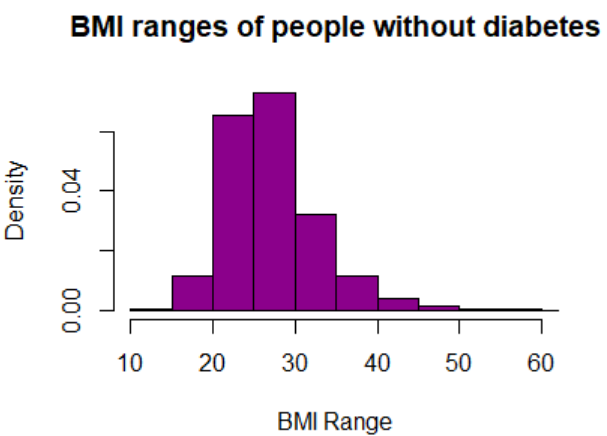 BMI ranges of people without diabetes
Density
0.04
0.00
10 20 30 40 50 60
BMI Range